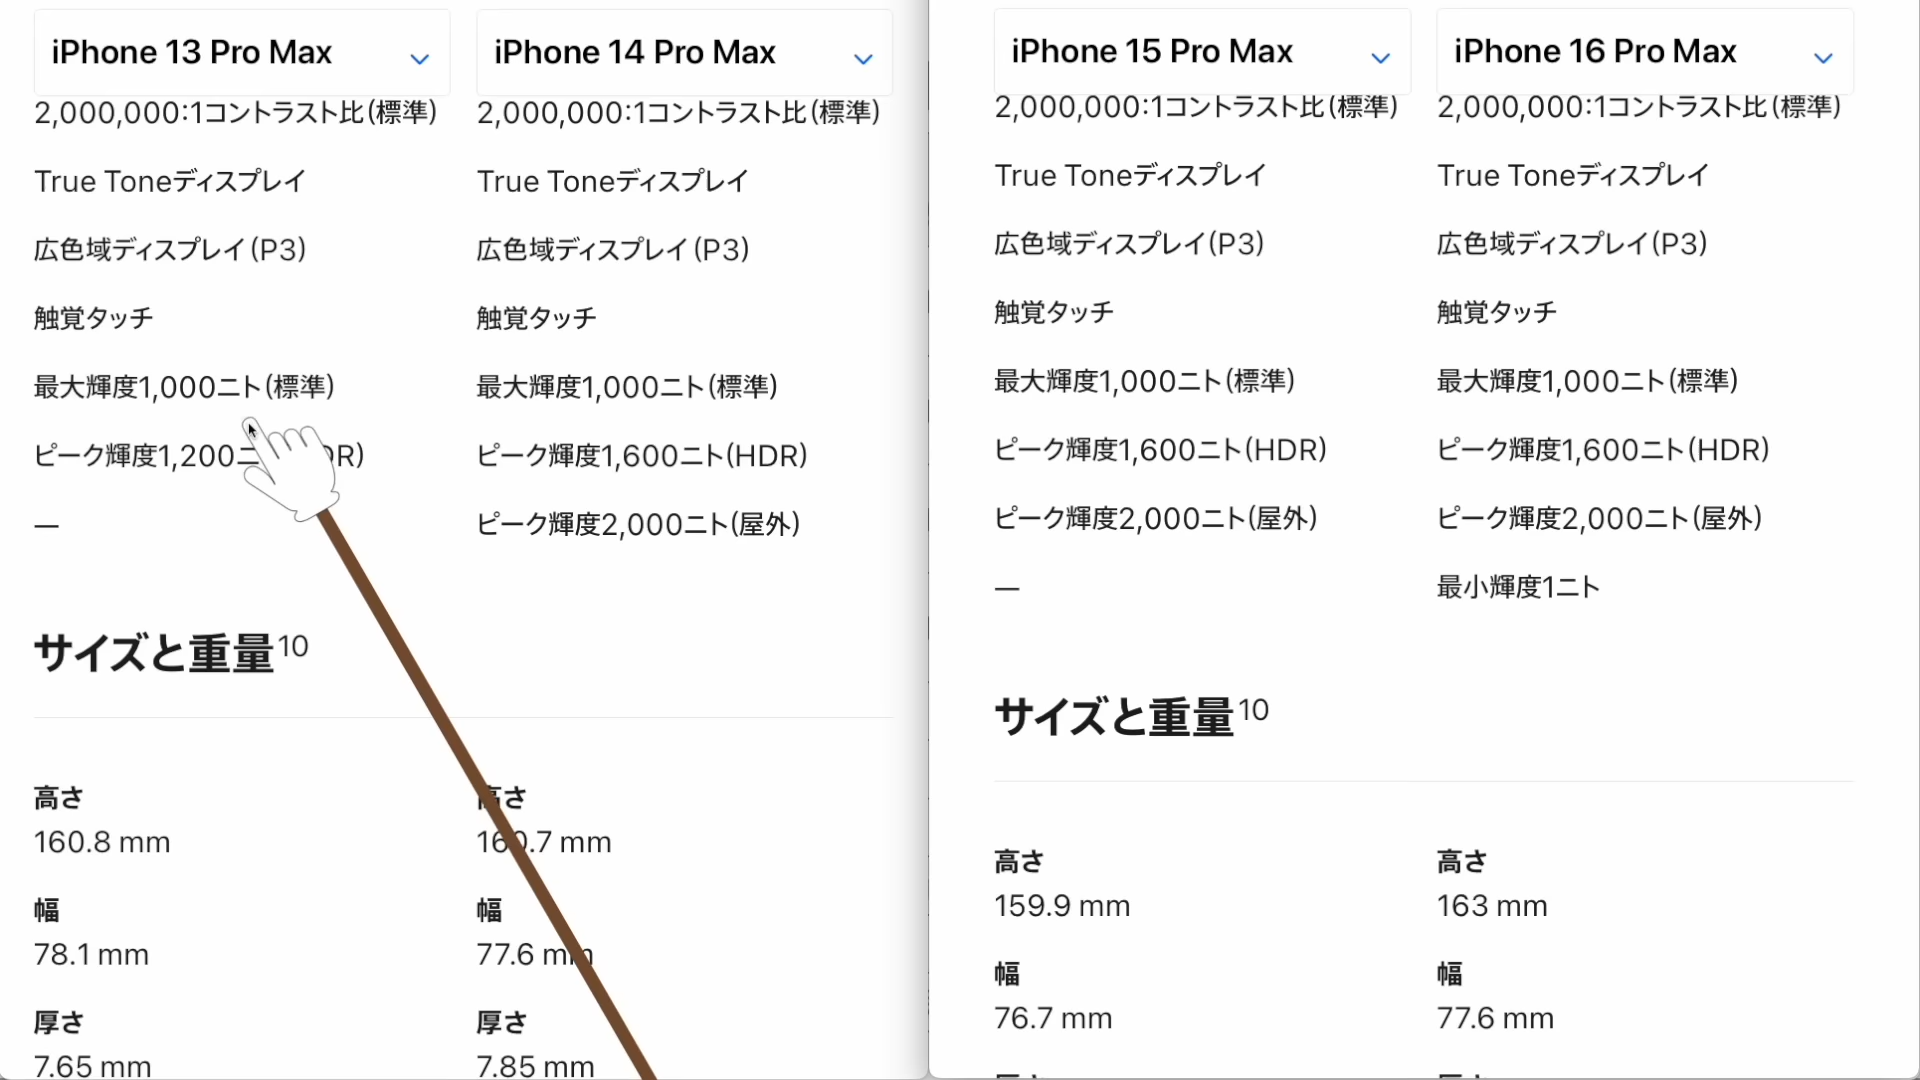 iPhone 13 Pro Max
2,000,000:1コントラスト比(標準)
True Toneディスプレイ
広色域ディスプレイ(P3)
触覚タッチ
最大輝度1,000ニト(標準)
ピーク輝度1,200ニ DR)
—
iPhone 14 Pro Max
2,000,000:1コントラスト比(標準)
True Toneディスプレイ
広色域ディスプレイ(P3)
触覚タッチ
最大輝度1,000ニト(標準)
ピーク輝度1,600ニト(HDR)
ピーク輝度2,000ニト(屋外)
サイズと重量10
高さ
160.8 mm
幅
78.1 mm
厚さ
7.65 mm
高さ
160.7 mm
幅
77.6 mm
厚さ
7.85 mm
iPhone 15 Pro Max
2,000,000:1コントラスト比(標準)
True Toneディスプレイ
広色域ディスプレイ(P3)
触覚タッチ
最大輝度1,000ニト(標準)
ピーク輝度1,600ニト(HDR)
ピーク輝度2,000ニト(屋外)
—
iPhone 16 Pro Max
2,000,000:1コントラスト比(標準)
True Toneディスプレイ
広色域ディスプレイ(P3)
触覚タッチ
最大輝度1,000ニト(標準)
ピーク輝度1,600ニト(HDR)
ピーク輝度2,000ニト(屋外)
最小輝度1ニト
サイズと重量10
高さ
159.9 mm
幅
76.7 mm
高さ
163 mm
幅
77.6 mm